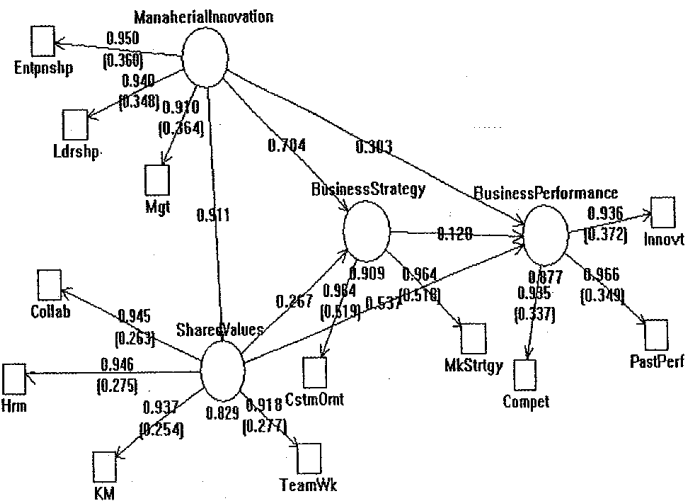 ManaherialInnovation
0.950
(0.360)
Entpnshp
0.940
(0.348)
Ldrshp
0.910
(0.364)
Mgt
0.704
0.303
BusinessStrategy
BusinessPerformance
0.936
(0.372)
Innovt
0.911
0.128
0.909
0.964
(0.518)
0.964
(0.519)
0.877
0.935
(0.337)
0.966
(0.349)
Collab
0.945
(0.263)
0.267
0.537
SharedValues
MkStrtgy
PastPerf
0.946
(0.275)
Hrm
CstmOrnt
Compet
0.937
(0.254)
0.829
0.918
(0.277)
KM
TeamWk